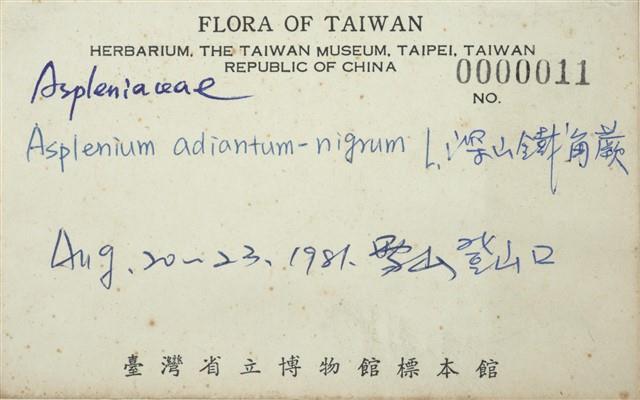 FLORA OF TAIWAN
HERBARIUM, THE TAIWAN MUSEUM, TAIPEI, TAIWAN
REPUBLIC OF CHINA
0000011
NO.
Aspleniaceae
Asplenium adiantum-nigrum L. 深山鐵角蕨
Aug. 20~23, 1981. 雪山登山口
臺灣省立博物館標本館